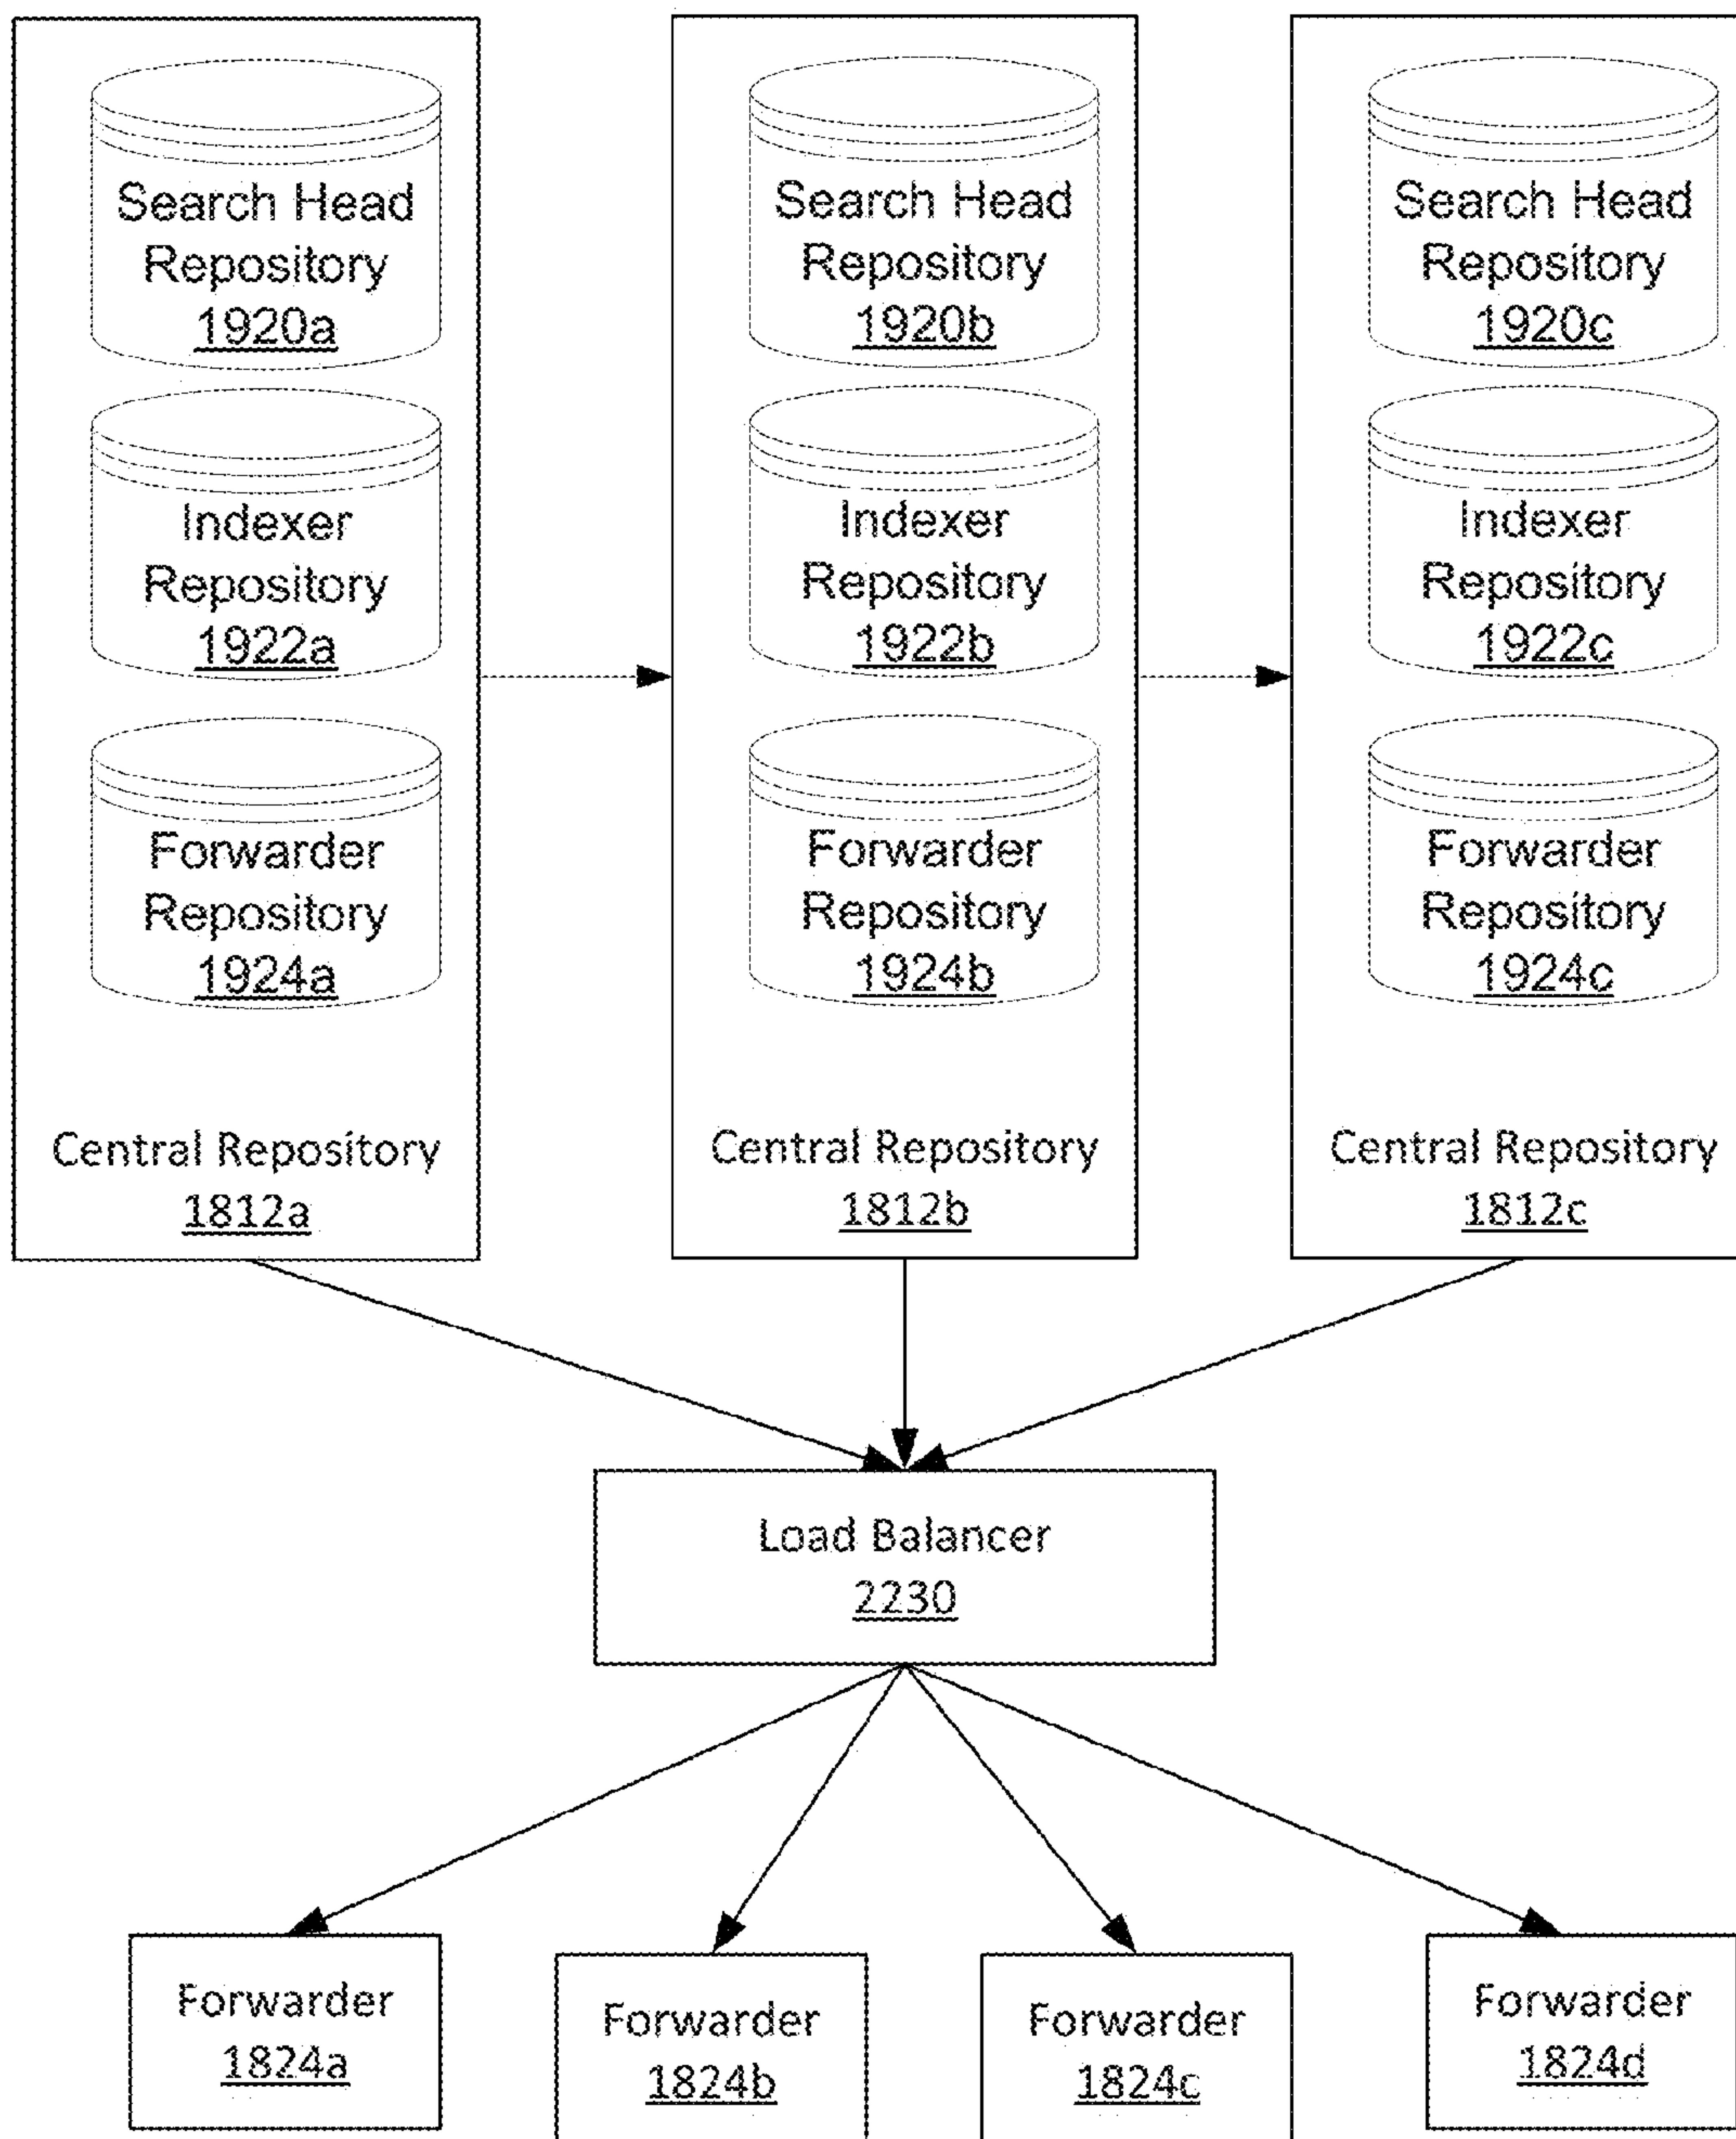 Search Head
Repository
1920a
Indexer
Repository
1922a
Forwarder
Repository
1924a
Central Repository
1812a
Search Head
Repository
1920b
Indexer
Repository
1922b
Forwarder
Repository
1924b
Central Repository
1812b
Search Head
Repository
1920c
Indexer
Repository
1922c
Forwarder
Repository
1924c
Central Repository
1812c
Load Balancer
2230
Forwarder
1824a
Forwarder
1824b
Forwarder
1824c
Forwarder
1824d